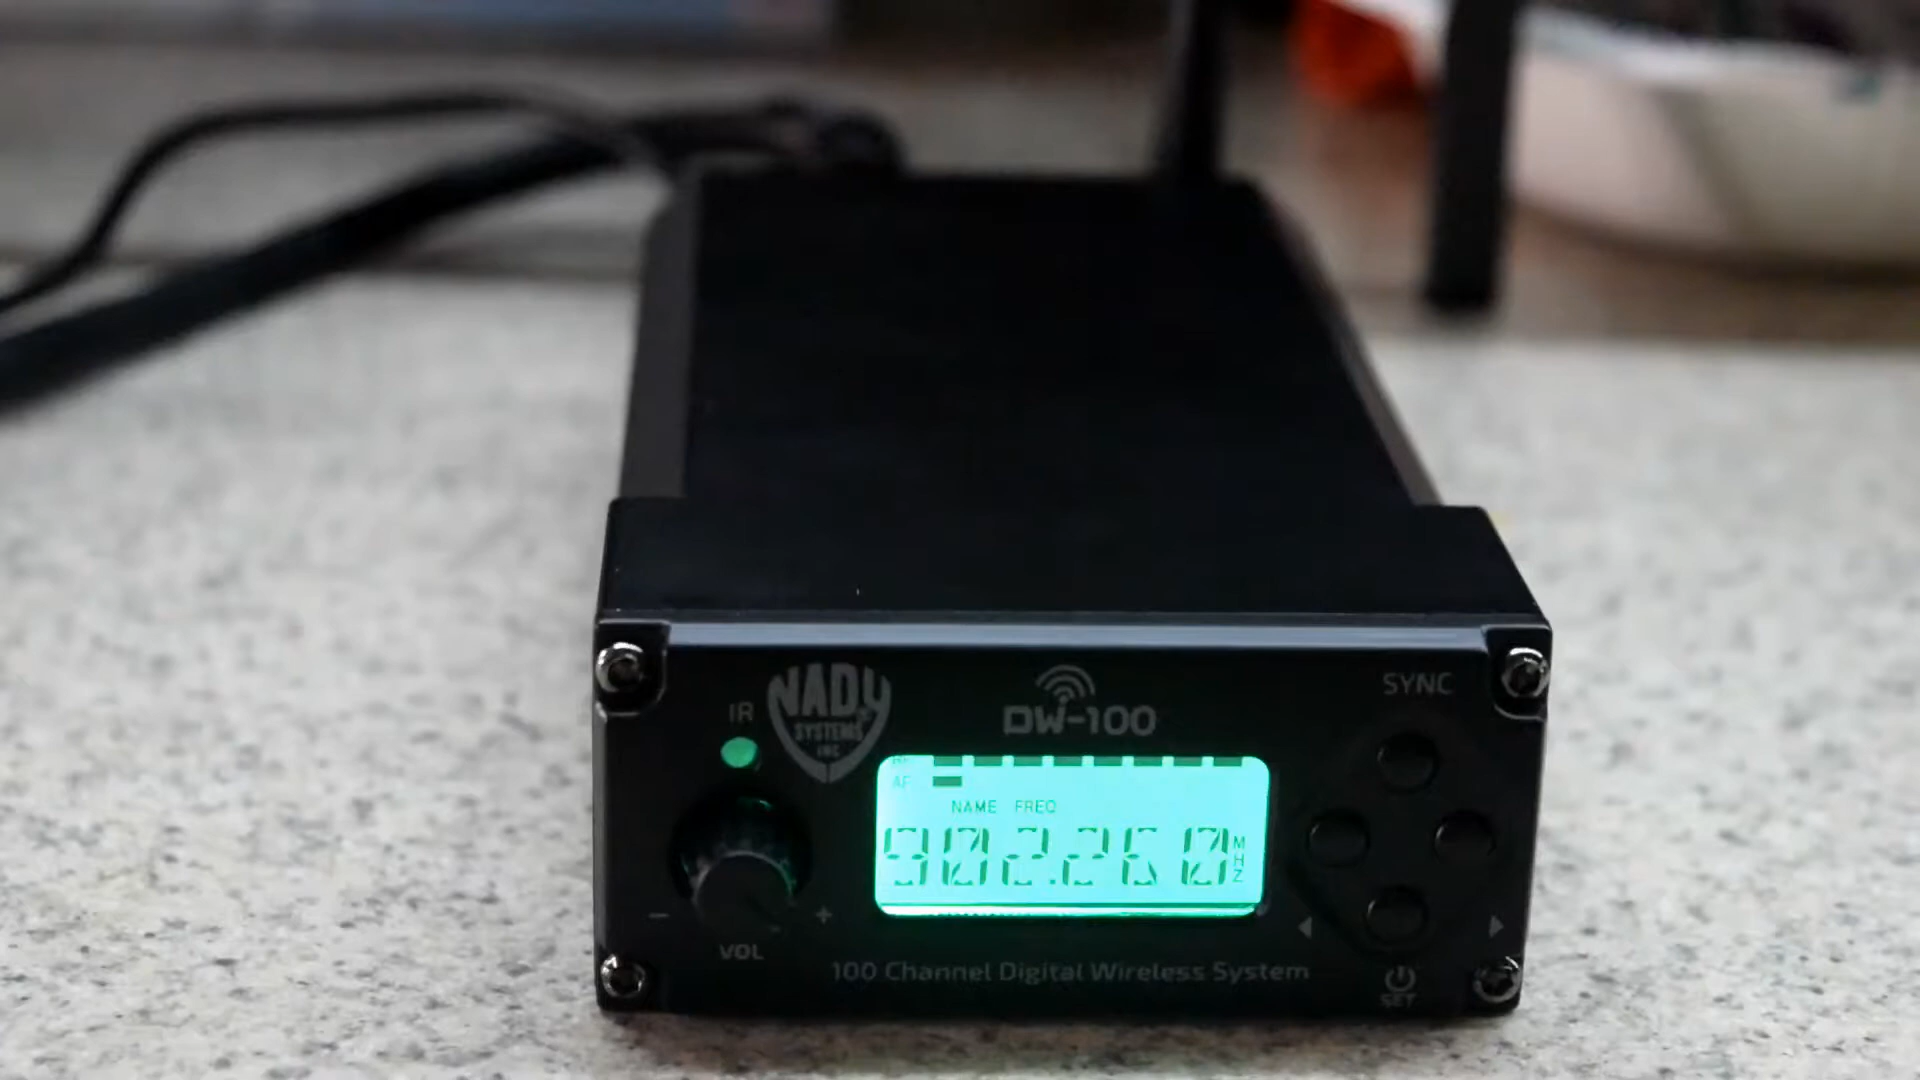 SYNC
IR
NADY
SYSTEMS
INC
DW-100
RF
AF
NAME FREQ
902.260 MHZ
- +
VOL
100 Channel Digital Wireless System
SET